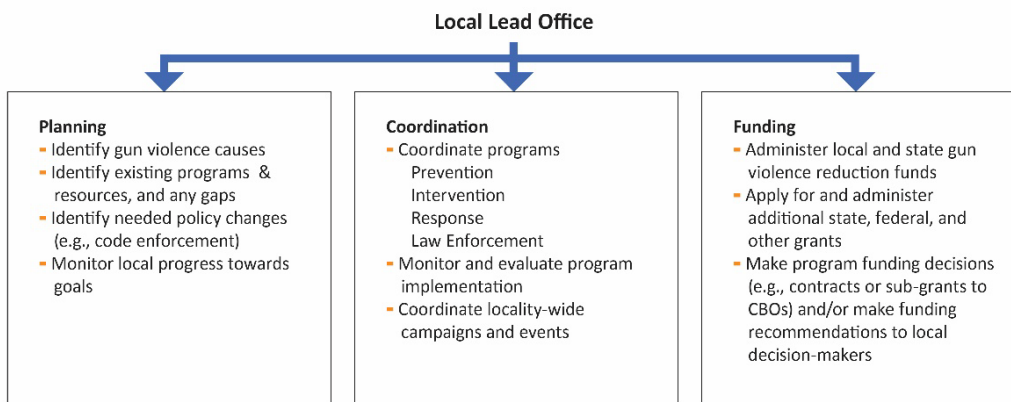 Local Lead Office
Planning
- Identify gun violence causes
- Identify existing programs & 
resources, and any gaps
- Identify needed policy changes
(e.g., code enforcement)
- Monitor local progress towards
goals
Coordination
- Coordinate programs
Prevention
Intervention
Response
Law Enforcement
- Monitor and evaluate program
implementation
- Coordinate locality-wide
campaigns and events
Funding
- Administer local and state gun
violence reduction funds
- Apply for and administer
additional state, federal, and
other grants
- Make program funding decisions
(e.g., contracts or sub-grants to
CBOs) and/or make funding
recommendations to local
decision-makers